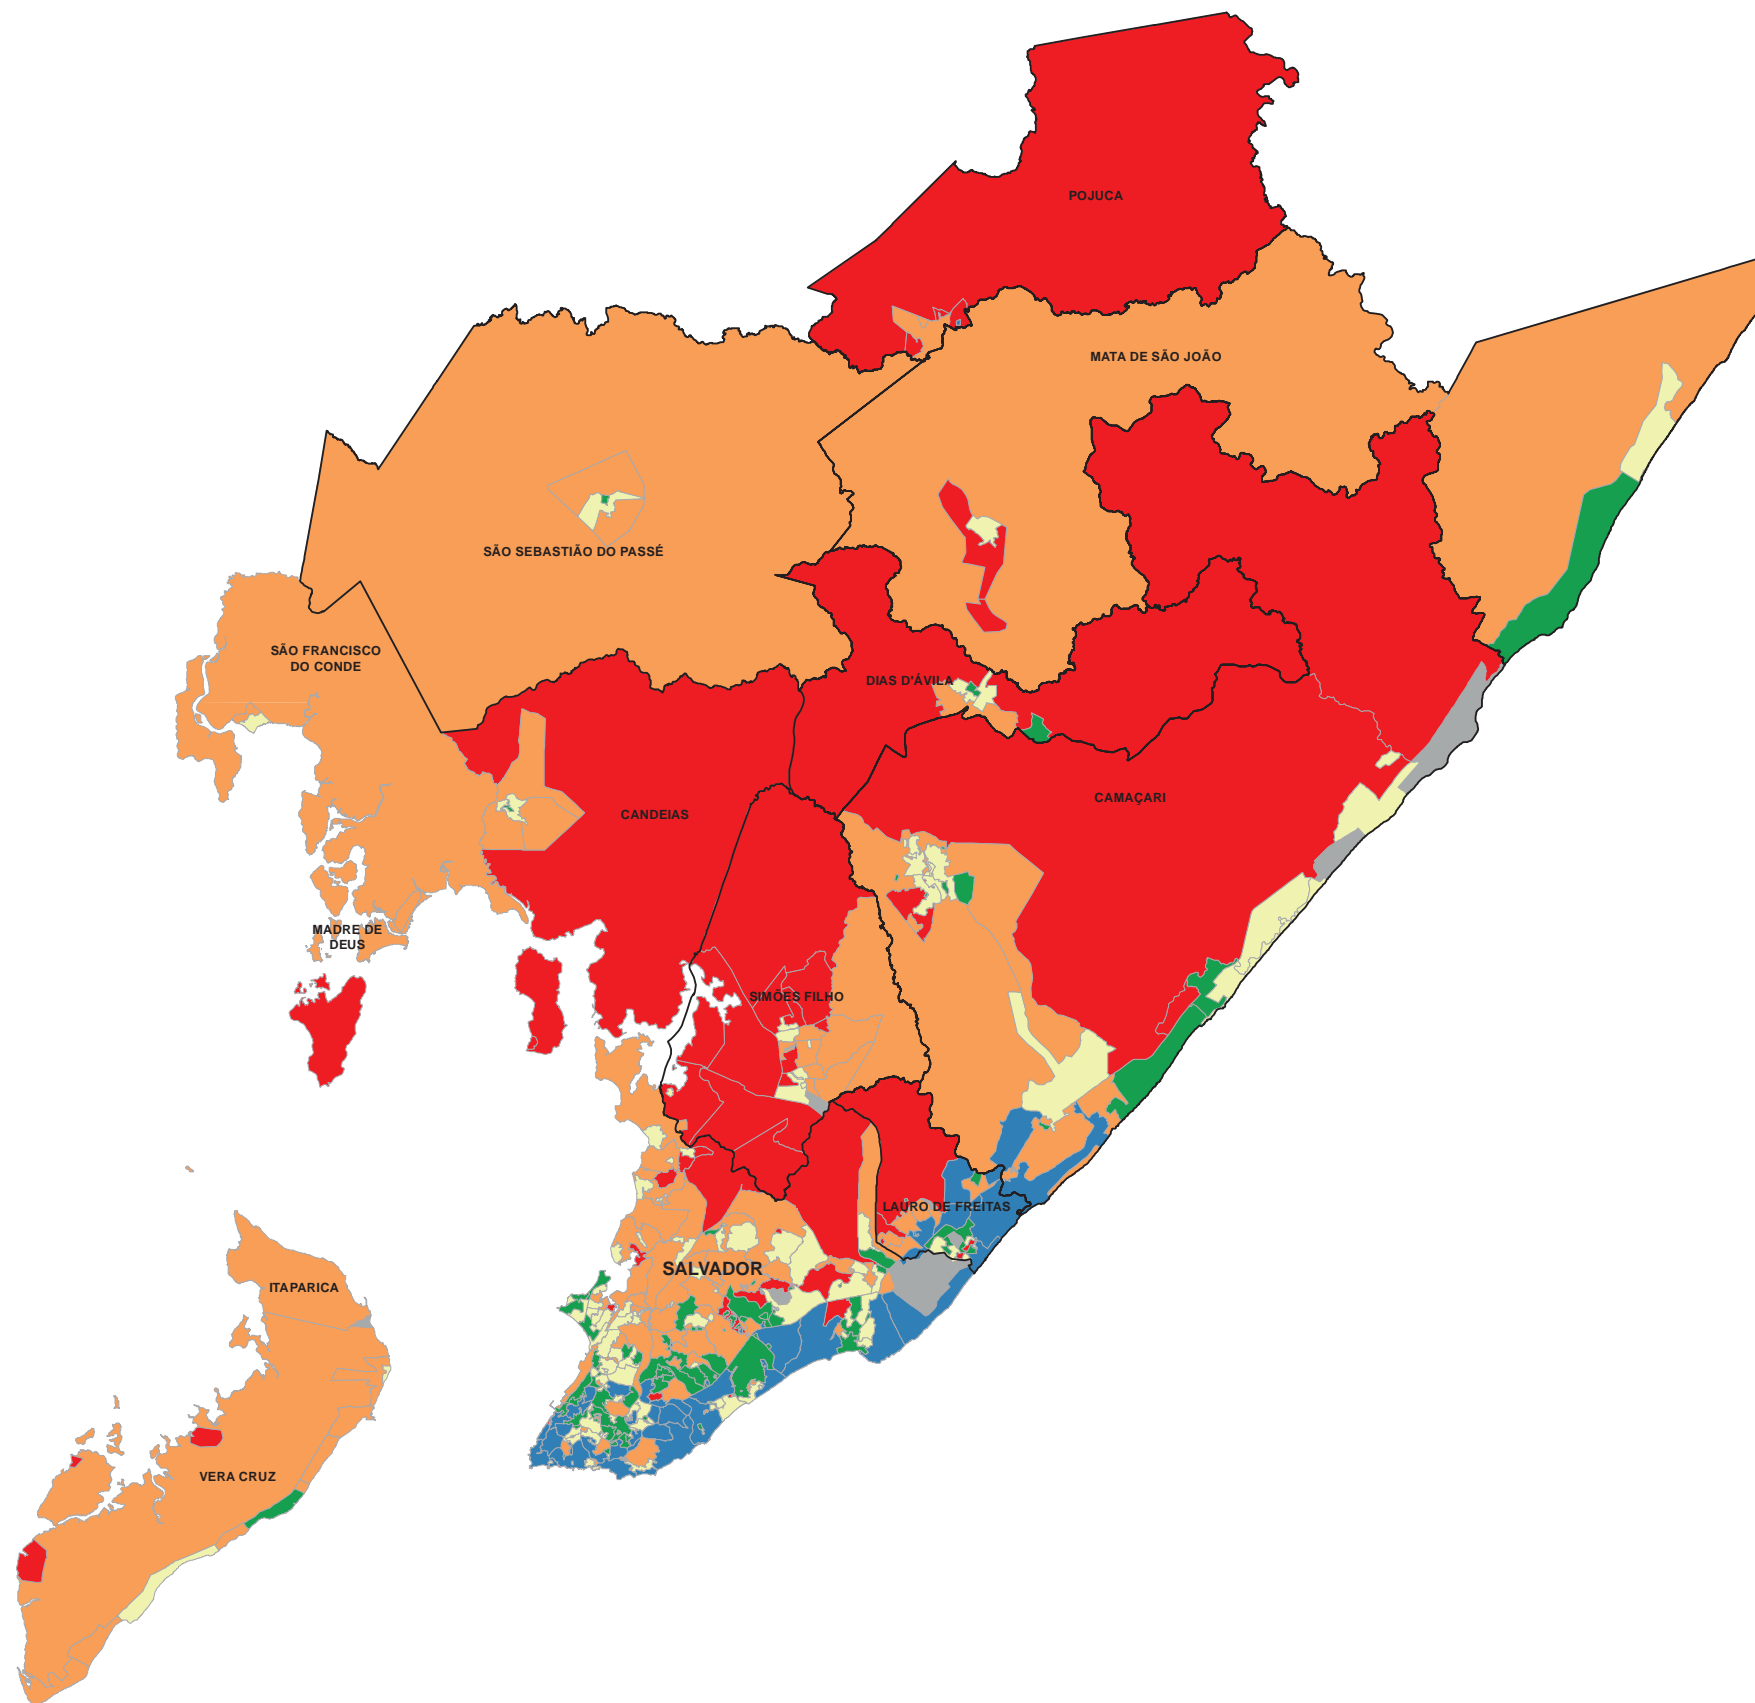 POJUCA
MATA DE SÃO JOÃO
SÃO SEBASTIÃO DO PASSÉ
SÃO FRANCISCO
DO CONDE
DIAS D'ÁVILA
CAMAÇARI
CANDEIAS
MADRE DE
DEUS
SIMÕES FILHO
LAURO DE FREITAS
SALVADOR
ITAPARICA
VERA CRUZ